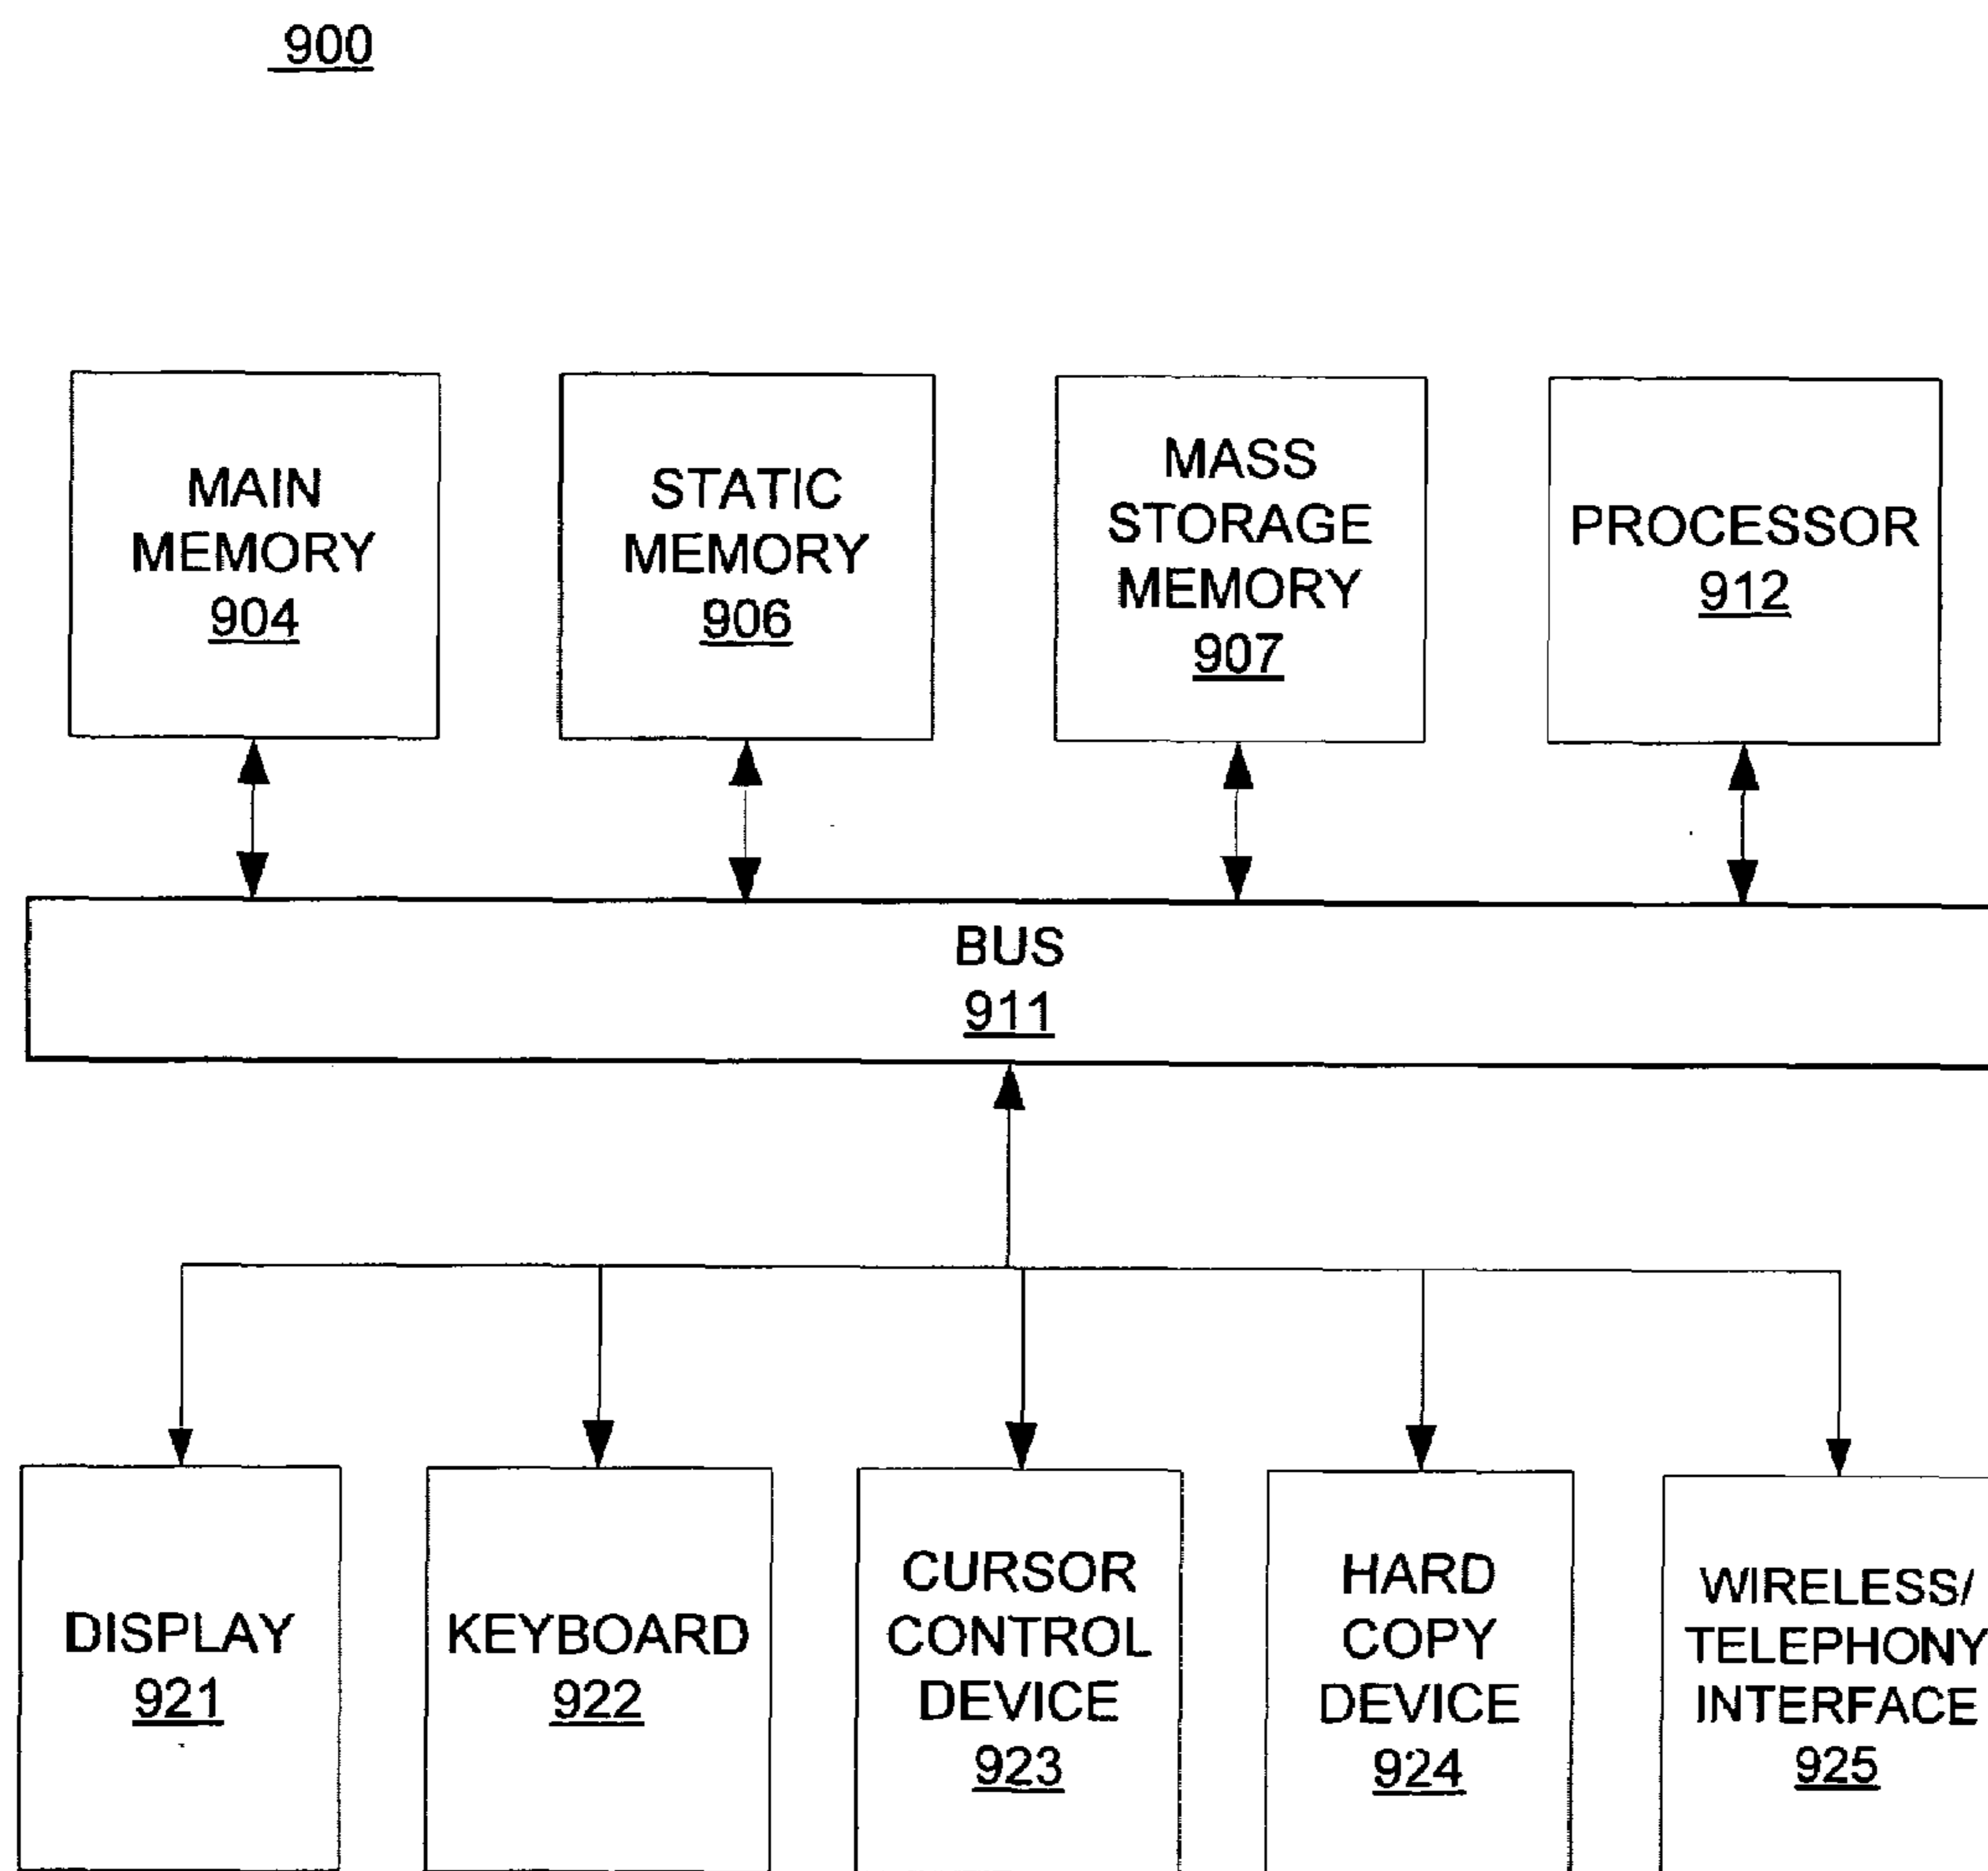 900
MAIN
MEMORY
904
STATIC
MEMORY
906
MASS
STORAGE
MEMORY
907
PROCESSOR
912
BUS
911
DISPLAY
921
KEYBOARD
922
CURSOR
CONTROL
DEVICE
923
HARD
COPY
DEVICE
924
WIRELESS/
TELEPHONY
INTERFACE
925